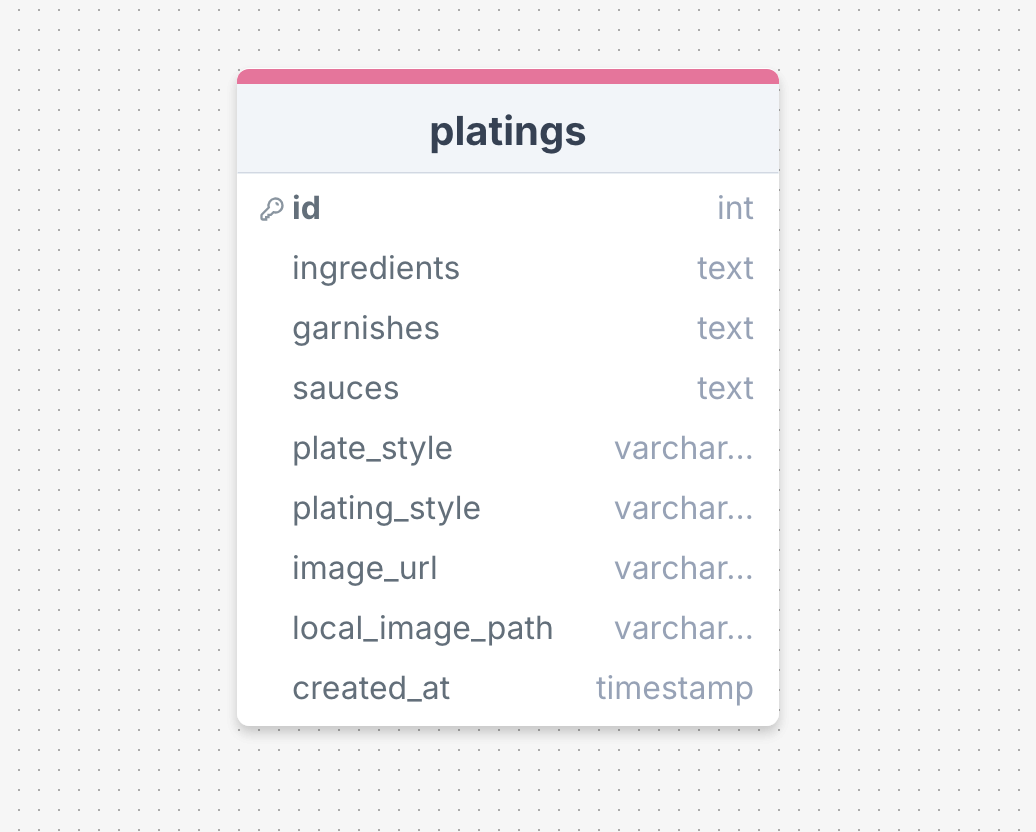 platings
id int
ingredients text
garnishes text
sauces text
plate_style varchar...
plating_style varchar...
image_url varchar...
local_image_path varchar...
created_at timestamp